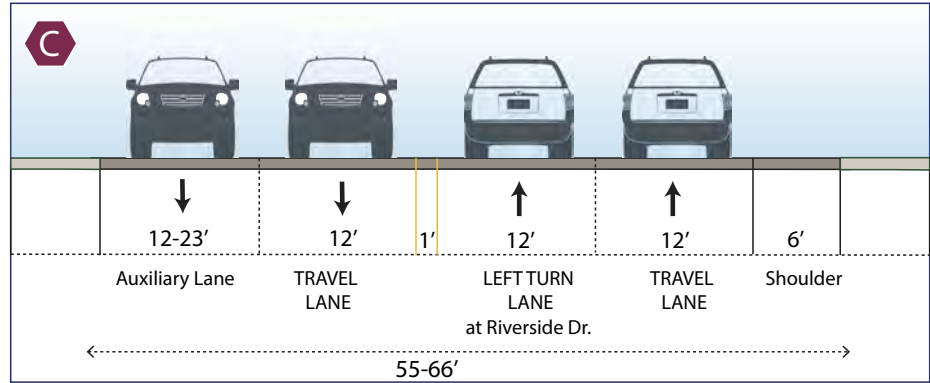 C
12-23’ 12’ 1’ 12’ 12’ 6’
Auxiliary Lane
TRAVEL
LANE
LEFT TURN
LANE
at Riverside Dr.
TRAVEL
LANE
Shoulder
55-66’